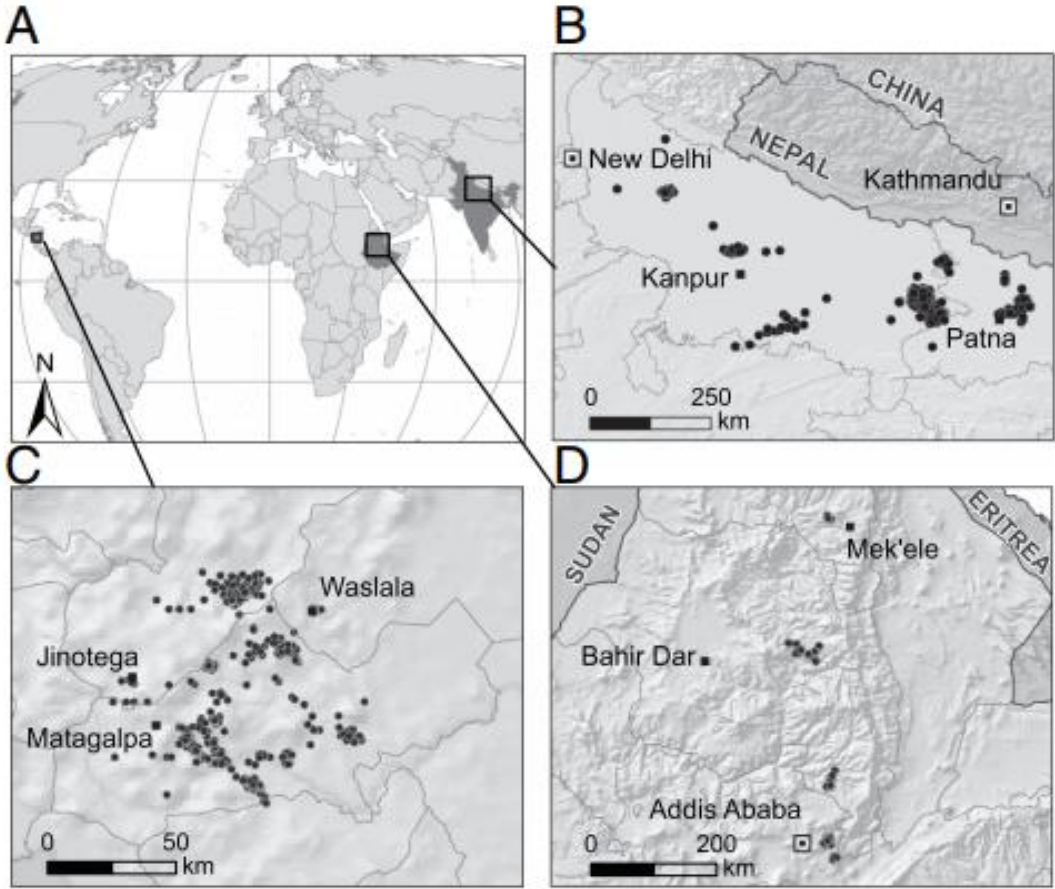 A
N
B
CHINA
NEPAL
New Delhi
Kathmandu
Kanpur
Patna
0 250
km
C
Waslala
Jinotega
Matagalpa
0 50
km
D
SUDAN
ERITREA
Mek'ele
Bahir Dar
Addis Ababa
0 200
km